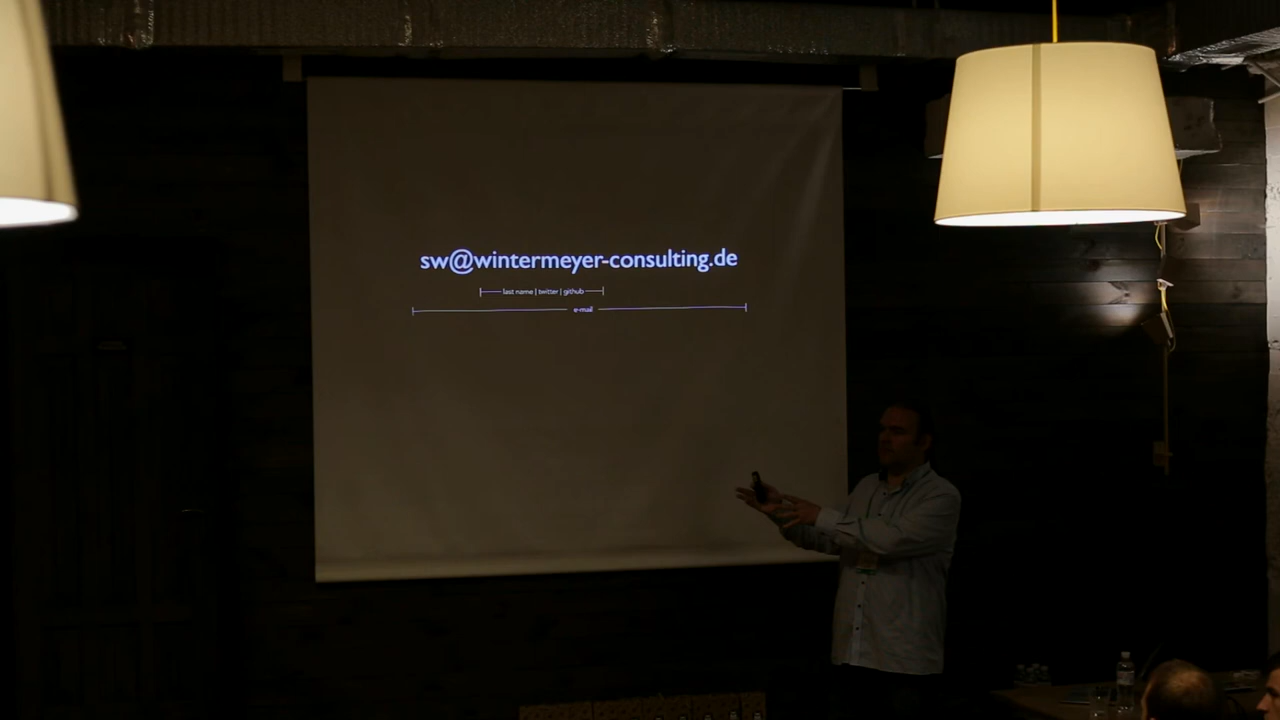 sw@wintermeyer-consulting.de
last name | twitter | github
e-mail